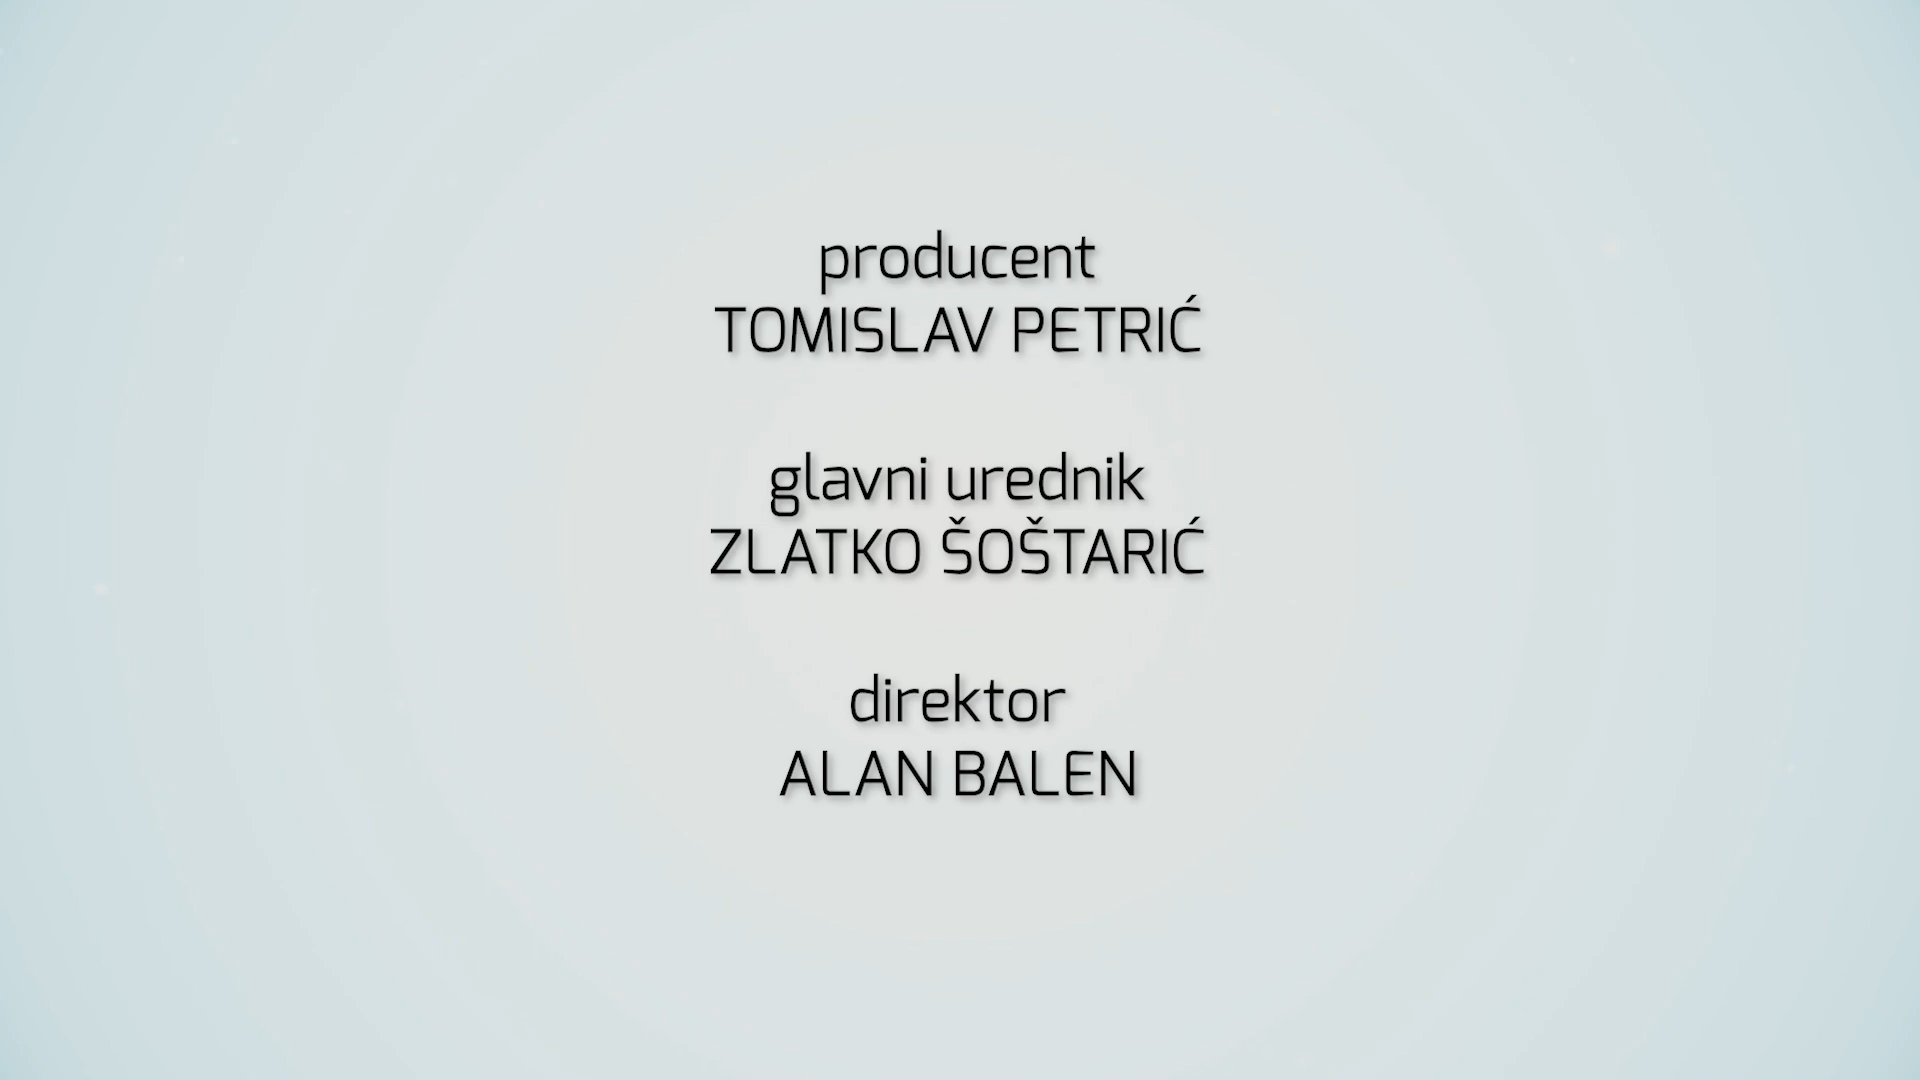 producent
TOMISLAV PETRIĆ
glavni urednik
ZLATKO ŠOŠTARIĆ
direktor
ALAN BALEN